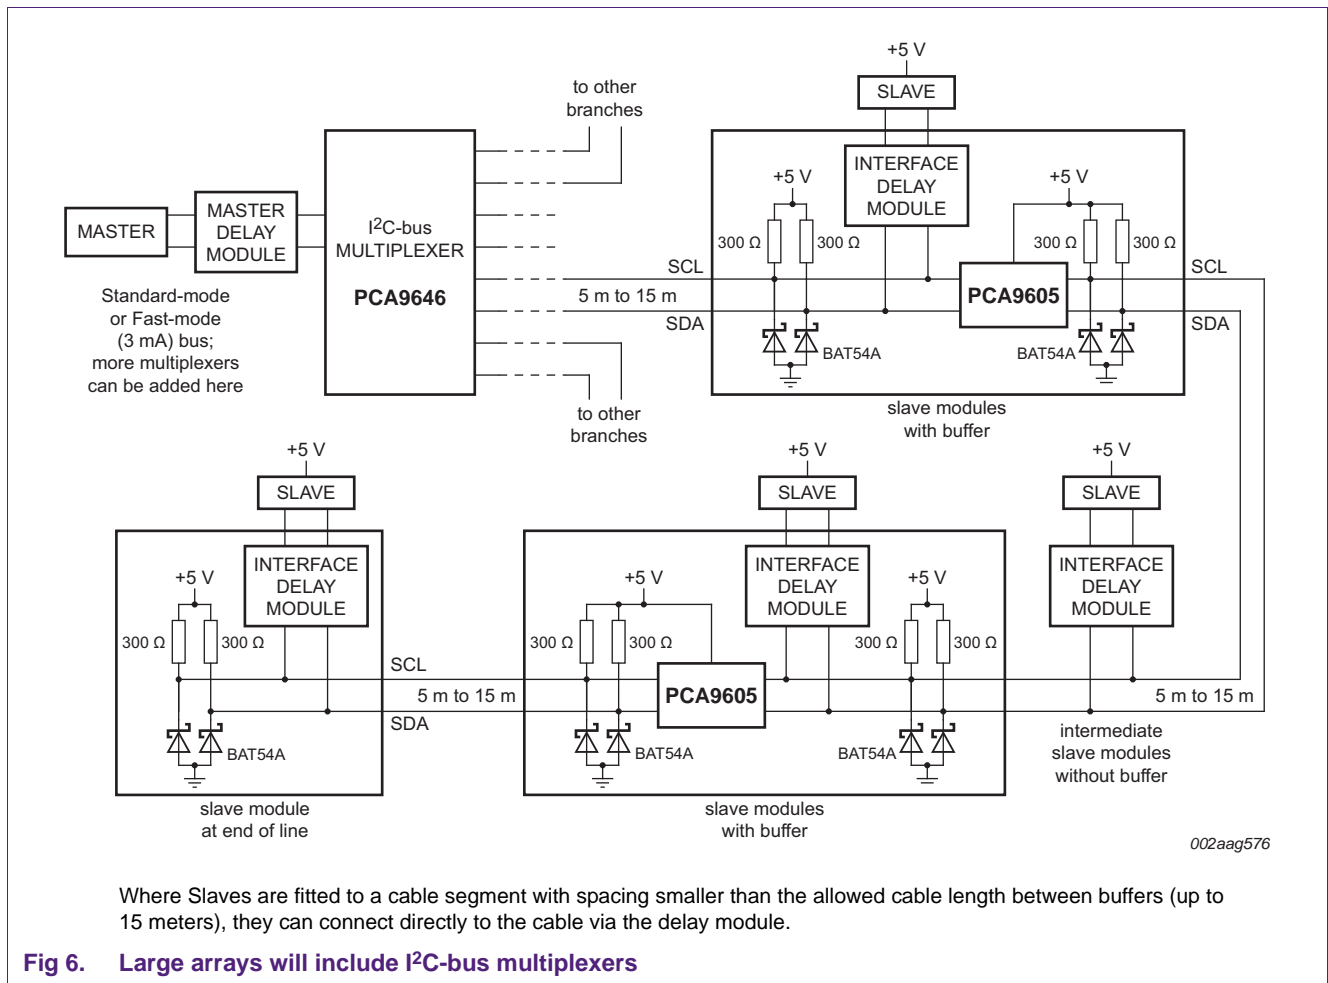 +5 V
SLAVE
to other
branches
INTERFACE
DELAY
MODULE
+5 V
+5 V
MASTER
MASTER
DELAY
MODULE
I2C-bus
MULTIPLEXER
PCA9646
300 Ω
300 Ω
300 Ω
300 Ω
SCL
SCL
5 m to 15 m
PCA9605
SDA
SDA
BAT54A
BAT54A
Standard-mode
or Fast-mode
(3 mA) bus;
more multiplexers
can be added here
to other
branches
slave modules
with buffer
+5 V
+5 V
+5 V
SLAVE
SLAVE
SLAVE
INTERFACE
DELAY
MODULE
INTERFACE
DELAY
MODULE
INTERFACE
DELAY
MODULE
+5 V
+5 V
+5 V
300 Ω
300 Ω
300 Ω
300 Ω
300 Ω
300 Ω
SCL
5 m to 15 m
PCA9605
5 m to 15 m
SDA
BAT54A
BAT54A
BAT54A
intermediate
slave modules
without buffer
slave module
at end of line
slave modules
with buffer
002aag576
Where Slaves are fitted to a cable segment with spacing smaller than the allowed cable length between buffers (up to
15 meters), they can connect directly to the cable via the delay module.
Fig 6. Large arrays will include I2C-bus multiplexers